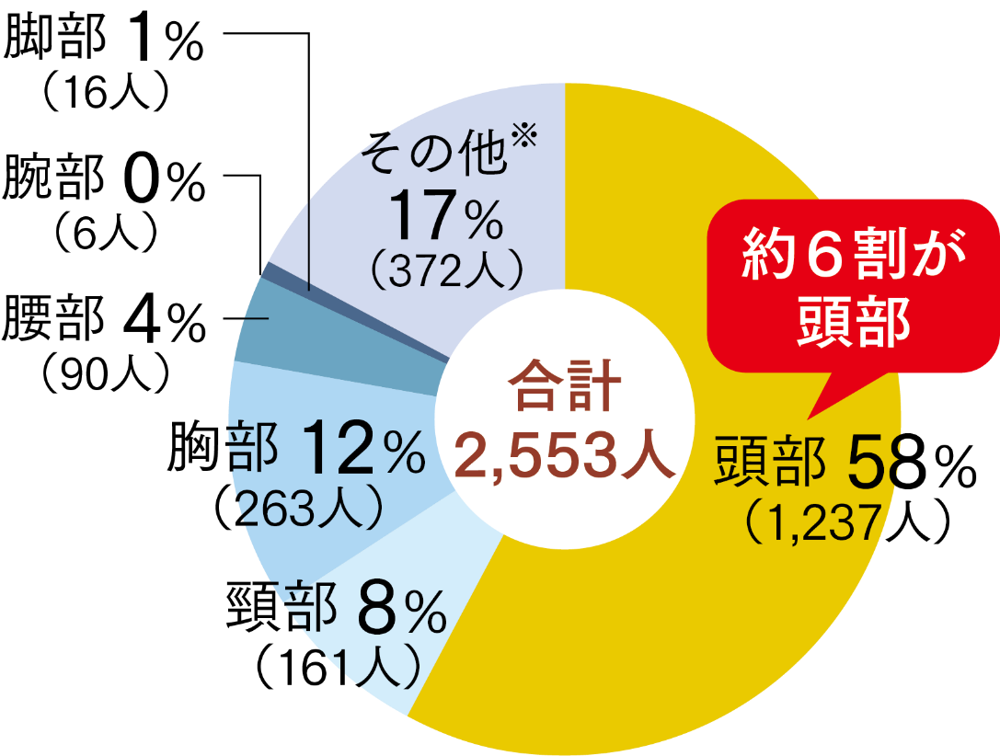 脚部 1%
（16人）
腕部 0%
（6人）
腰部 4%
（90人）
その他※
17%
（372人）
約6割が
頭部
合計
2,553人
胸部 12%
（263人）
頭部 58%
（1,237人）
頸部 8%
（161人）